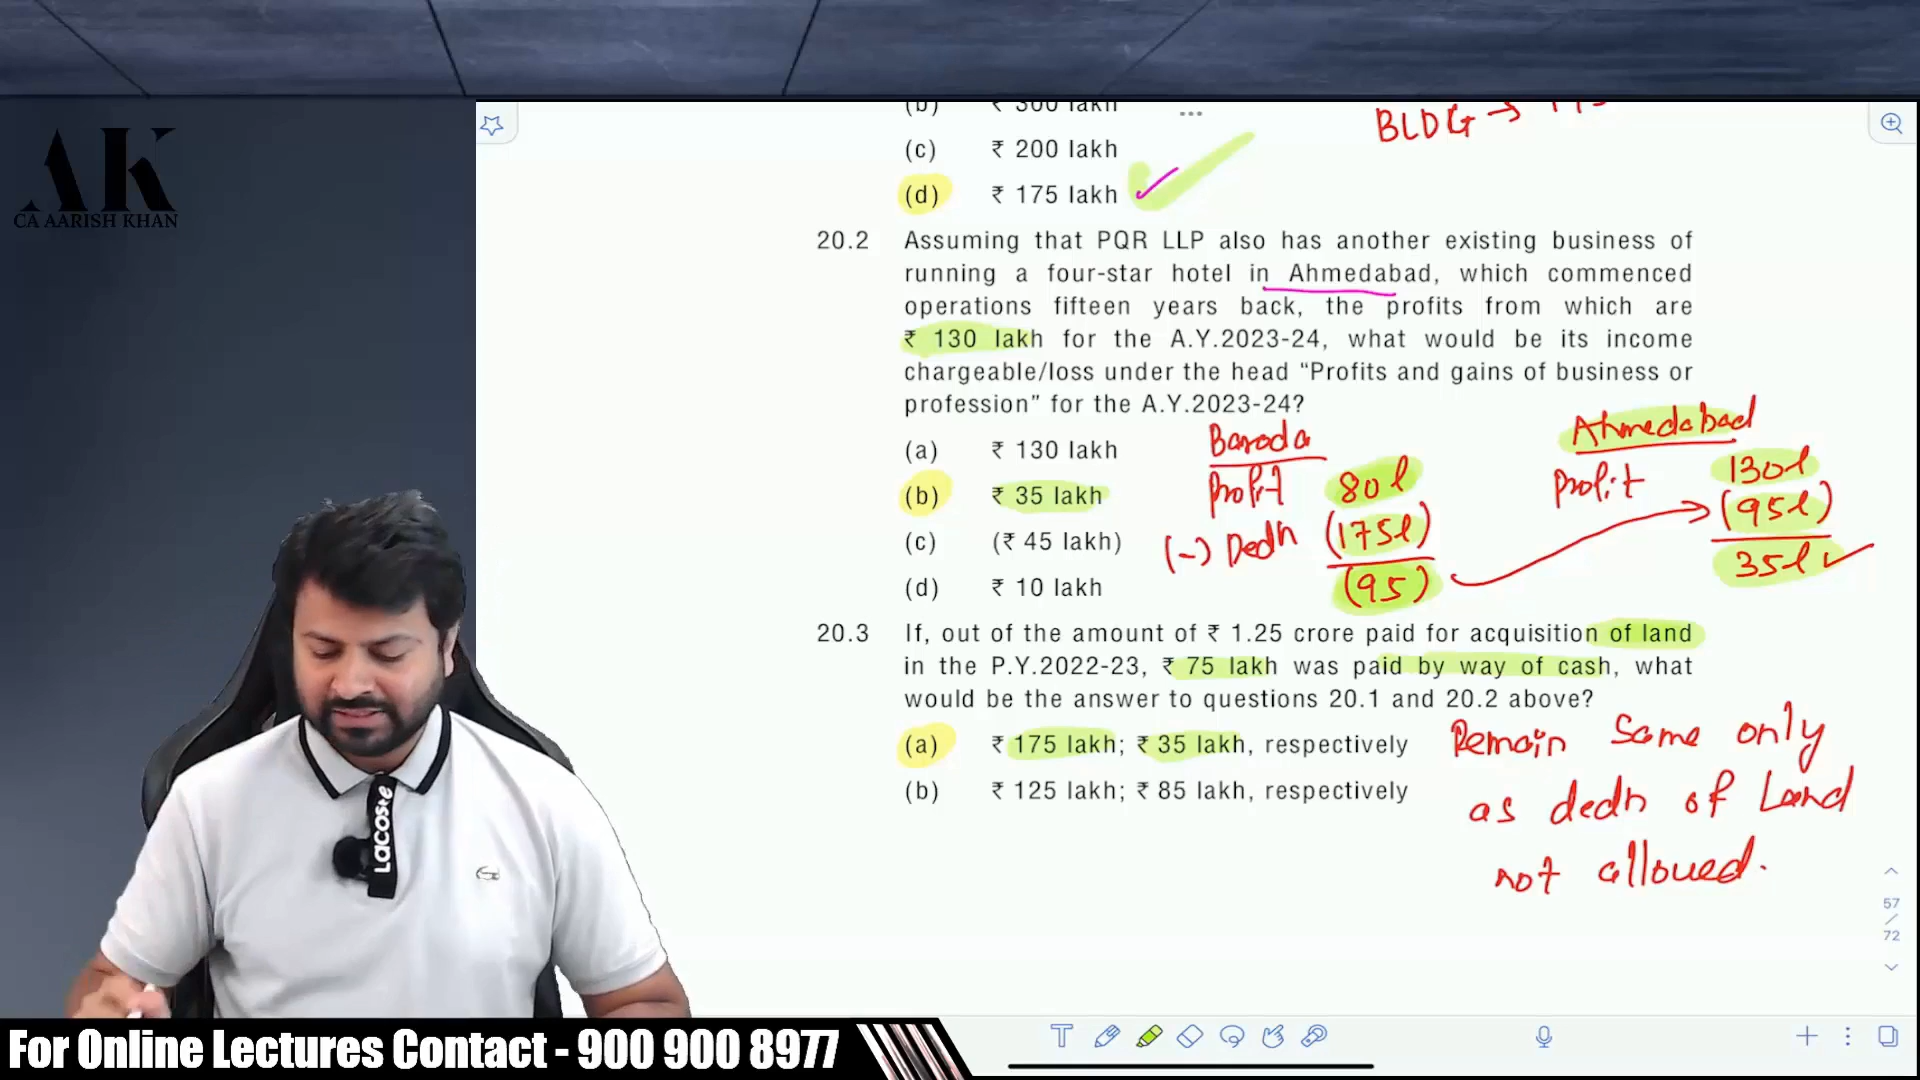 AK
CA AARISH KHAN
(b) ₹ 300 lakh
BLDG →
(c) ₹ 200 lakh
(d) ₹ 175 lakh
20.2 Assuming that PQR LLP also has another existing business of
running a four-star hotel in Ahmedabad, which commenced
operations fifteen years back, the profits from which are
₹ 130 lakh for the A.Y.2023-24, what would be its income
chargeable/loss under the head “Profits and gains of business or
profession” for the A.Y.2023-24?
(a) ₹ 130 lakh
(b) ₹ 35 lakh
(c) (₹ 45 lakh)
(d) ₹ 10 lakh
Baroda
Profit 80 l
(-) Dedn (175l)
(95)
Ahmedabad
Profit 130l
(95l)
35l
20.3 If, out of the amount of ₹ 1.25 crore paid for acquisition of land
in the P.Y.2022-23, ₹ 75 lakh was paid by way of cash, what
would be the answer to questions 20.1 and 20.2 above?
(a) ₹ 175 lakh; ₹ 35 lakh, respectively
(b) ₹ 125 lakh; ₹ 85 lakh, respectively
Remain Same only
as dedn of Land
not allowed.
57
/
72
LACOSTE
For Online Lectures Contact - 900 900 8977